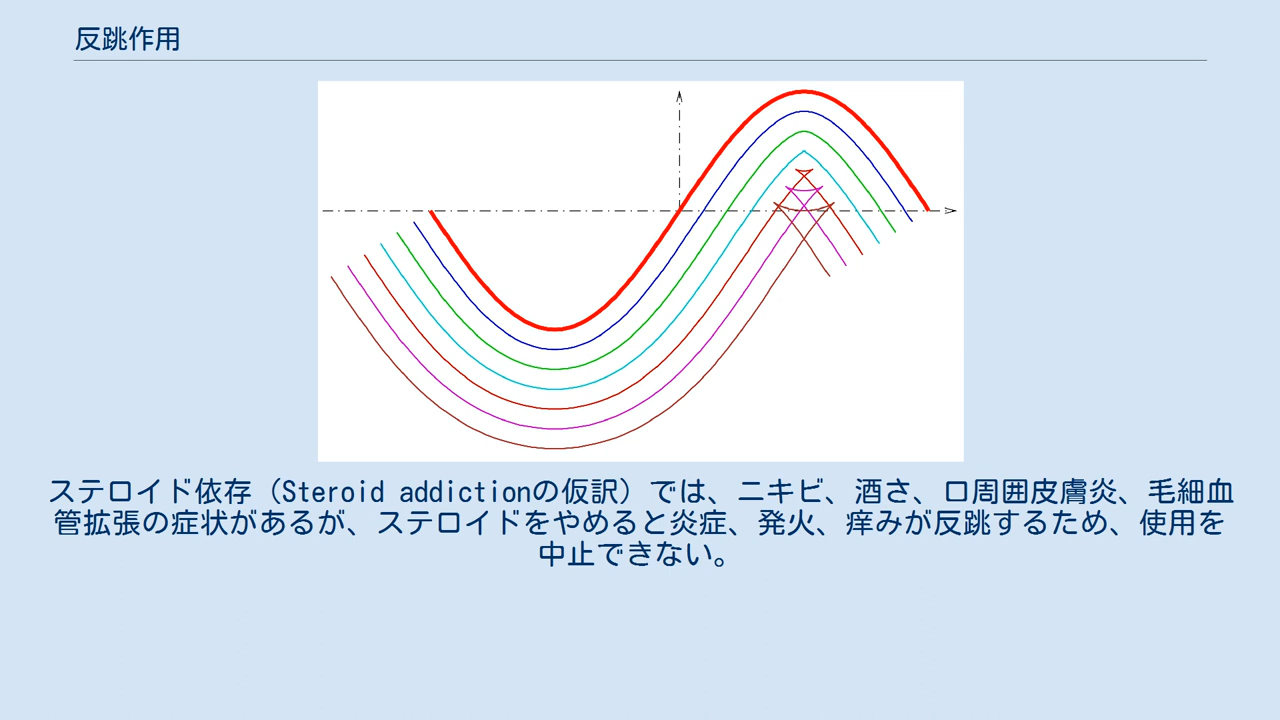 反跳作用
ステロイド依存（Steroid addictionの仮訳）では、ニキビ、酒さ、口周囲皮膚炎、毛細血
管拡張の症状があるが、ステロイドをやめると炎症、発火、痒みが反跳するため、使用を
中止できない。